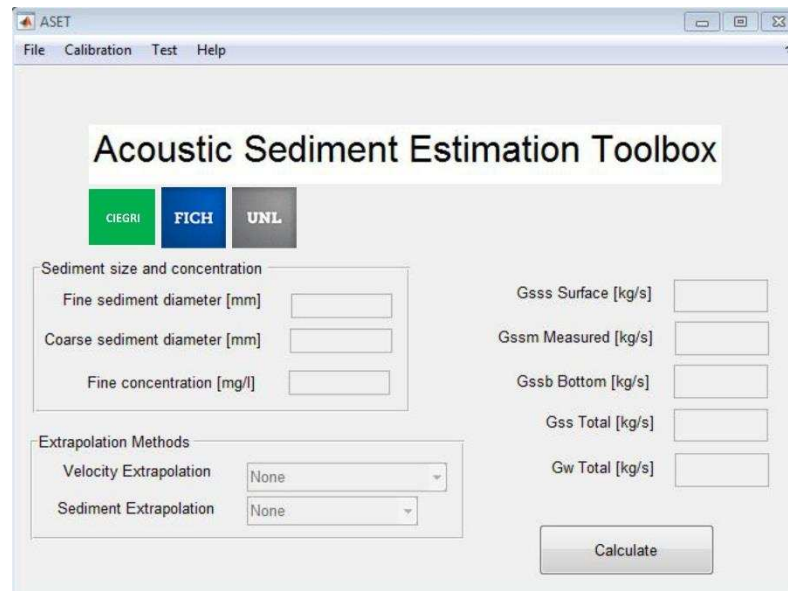 ASET
File Calibration Test Help
Acoustic Sediment Estimation Toolbox
CIEGRI FICH UNL
Sediment size and concentration
Fine sediment diameter [mm]
Coarse sediment diameter [mm]
Fine concentration [mg/l]
Extrapolation Methods
Velocity Extrapolation None
Sediment Extrapolation None
Gsss Surface [kg/s]
Gssm Measured [kg/s]
Gssb Bottom [kg/s]
Gss Total [kg/s]
Gw Total [kg/s]
Calculate